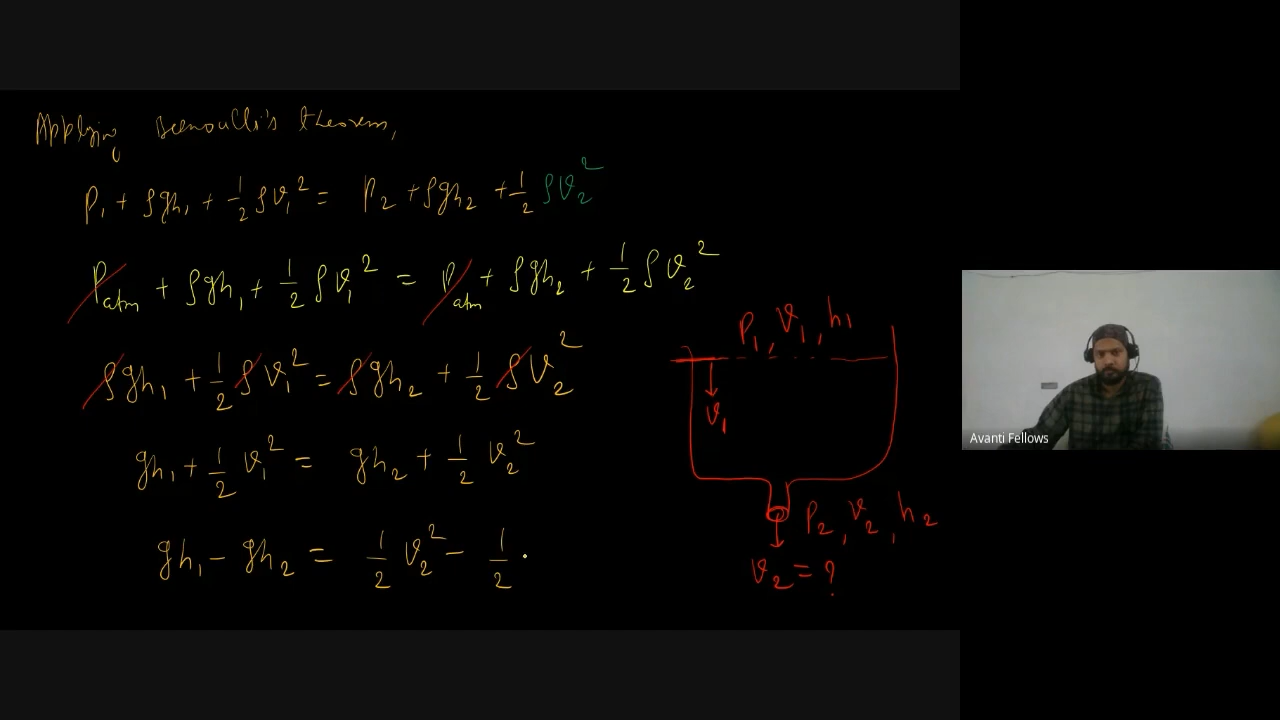 Applying Bernoulli's theorem,
P₁ + ρgh₁ + 1/2 ρv₁² = P₂ + ρgh₂ + 1/2 ρv₂²
Patm + ρgh₁ + 1/2 ρv₁² = Patm + ρgh₂ + 1/2 ρv₂²
ρgh₁ + 1/2 ρv₁² = ρgh₂ + 1/2 ρv₂²
gh₁ + 1/2 v₁² = gh₂ + 1/2 v₂²
gh₁ - gh₂ = 1/2 v₂² - 1/2
P₁, v₁, h₁
v₁
P₂, v₂, h₂
v₂ = ?
Avanti Fellows